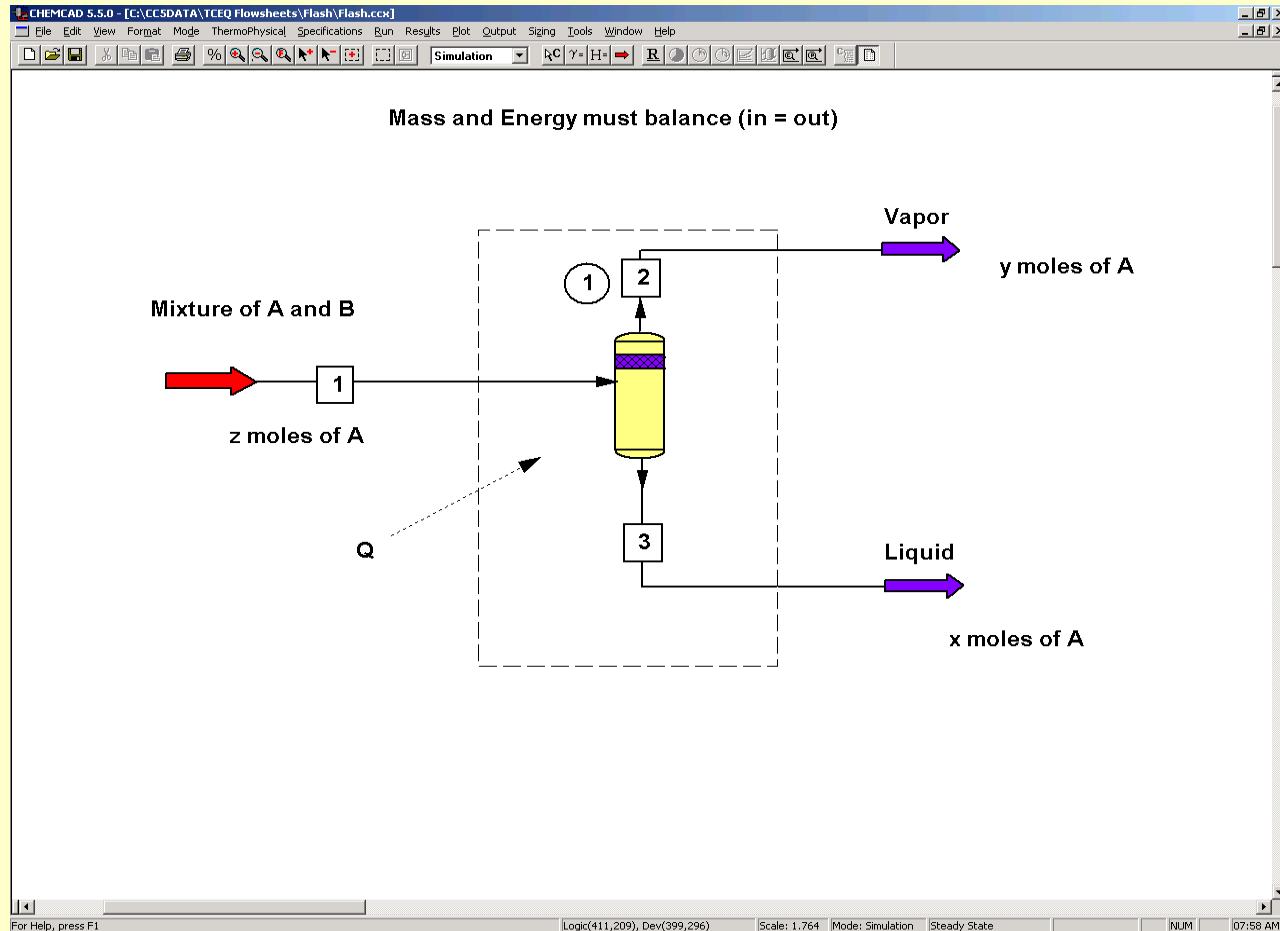 CHEMCAD 5.5.0 - [C:\CC5DATA\TCEQ Flowsheets\Flash\Flash.ccx]
File Edit View Format Mode ThermoPhysical Specifications Run Results Plot Output Sizing Tools Window Help
% Simulation R
Mass and Energy must balance (in = out)
Vapor
y moles of A
1 2
Mixture of A and B
1
z moles of A
Q
3
Liquid
x moles of A
For Help, press F1 Logic(411,209), Dev(399,296) Scale: 1.764 Mode: Simulation Steady State NUM 07:58 AM